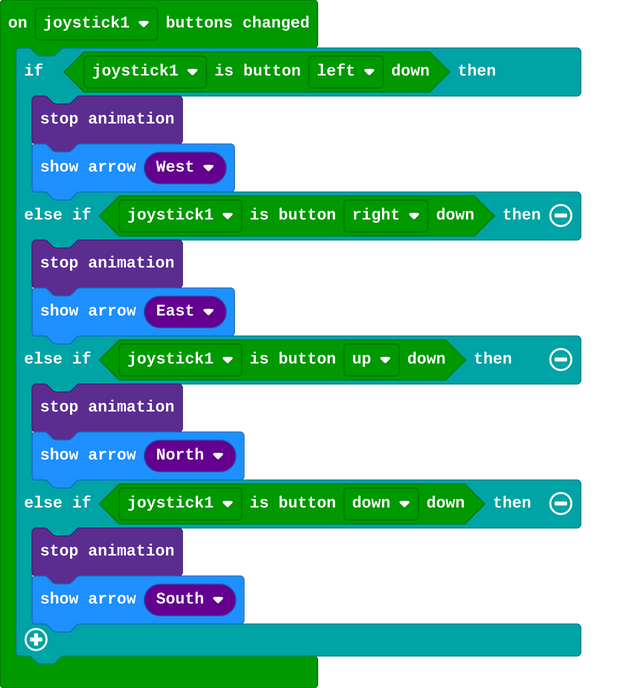 on joystick1 buttons changed
if joystick1 is button left down then
stop animation
show arrow West
else if joystick1 is button right down then
stop animation
show arrow East
else if joystick1 is button up down then
stop animation
show arrow North
else if joystick1 is button down down then
stop animation
show arrow South